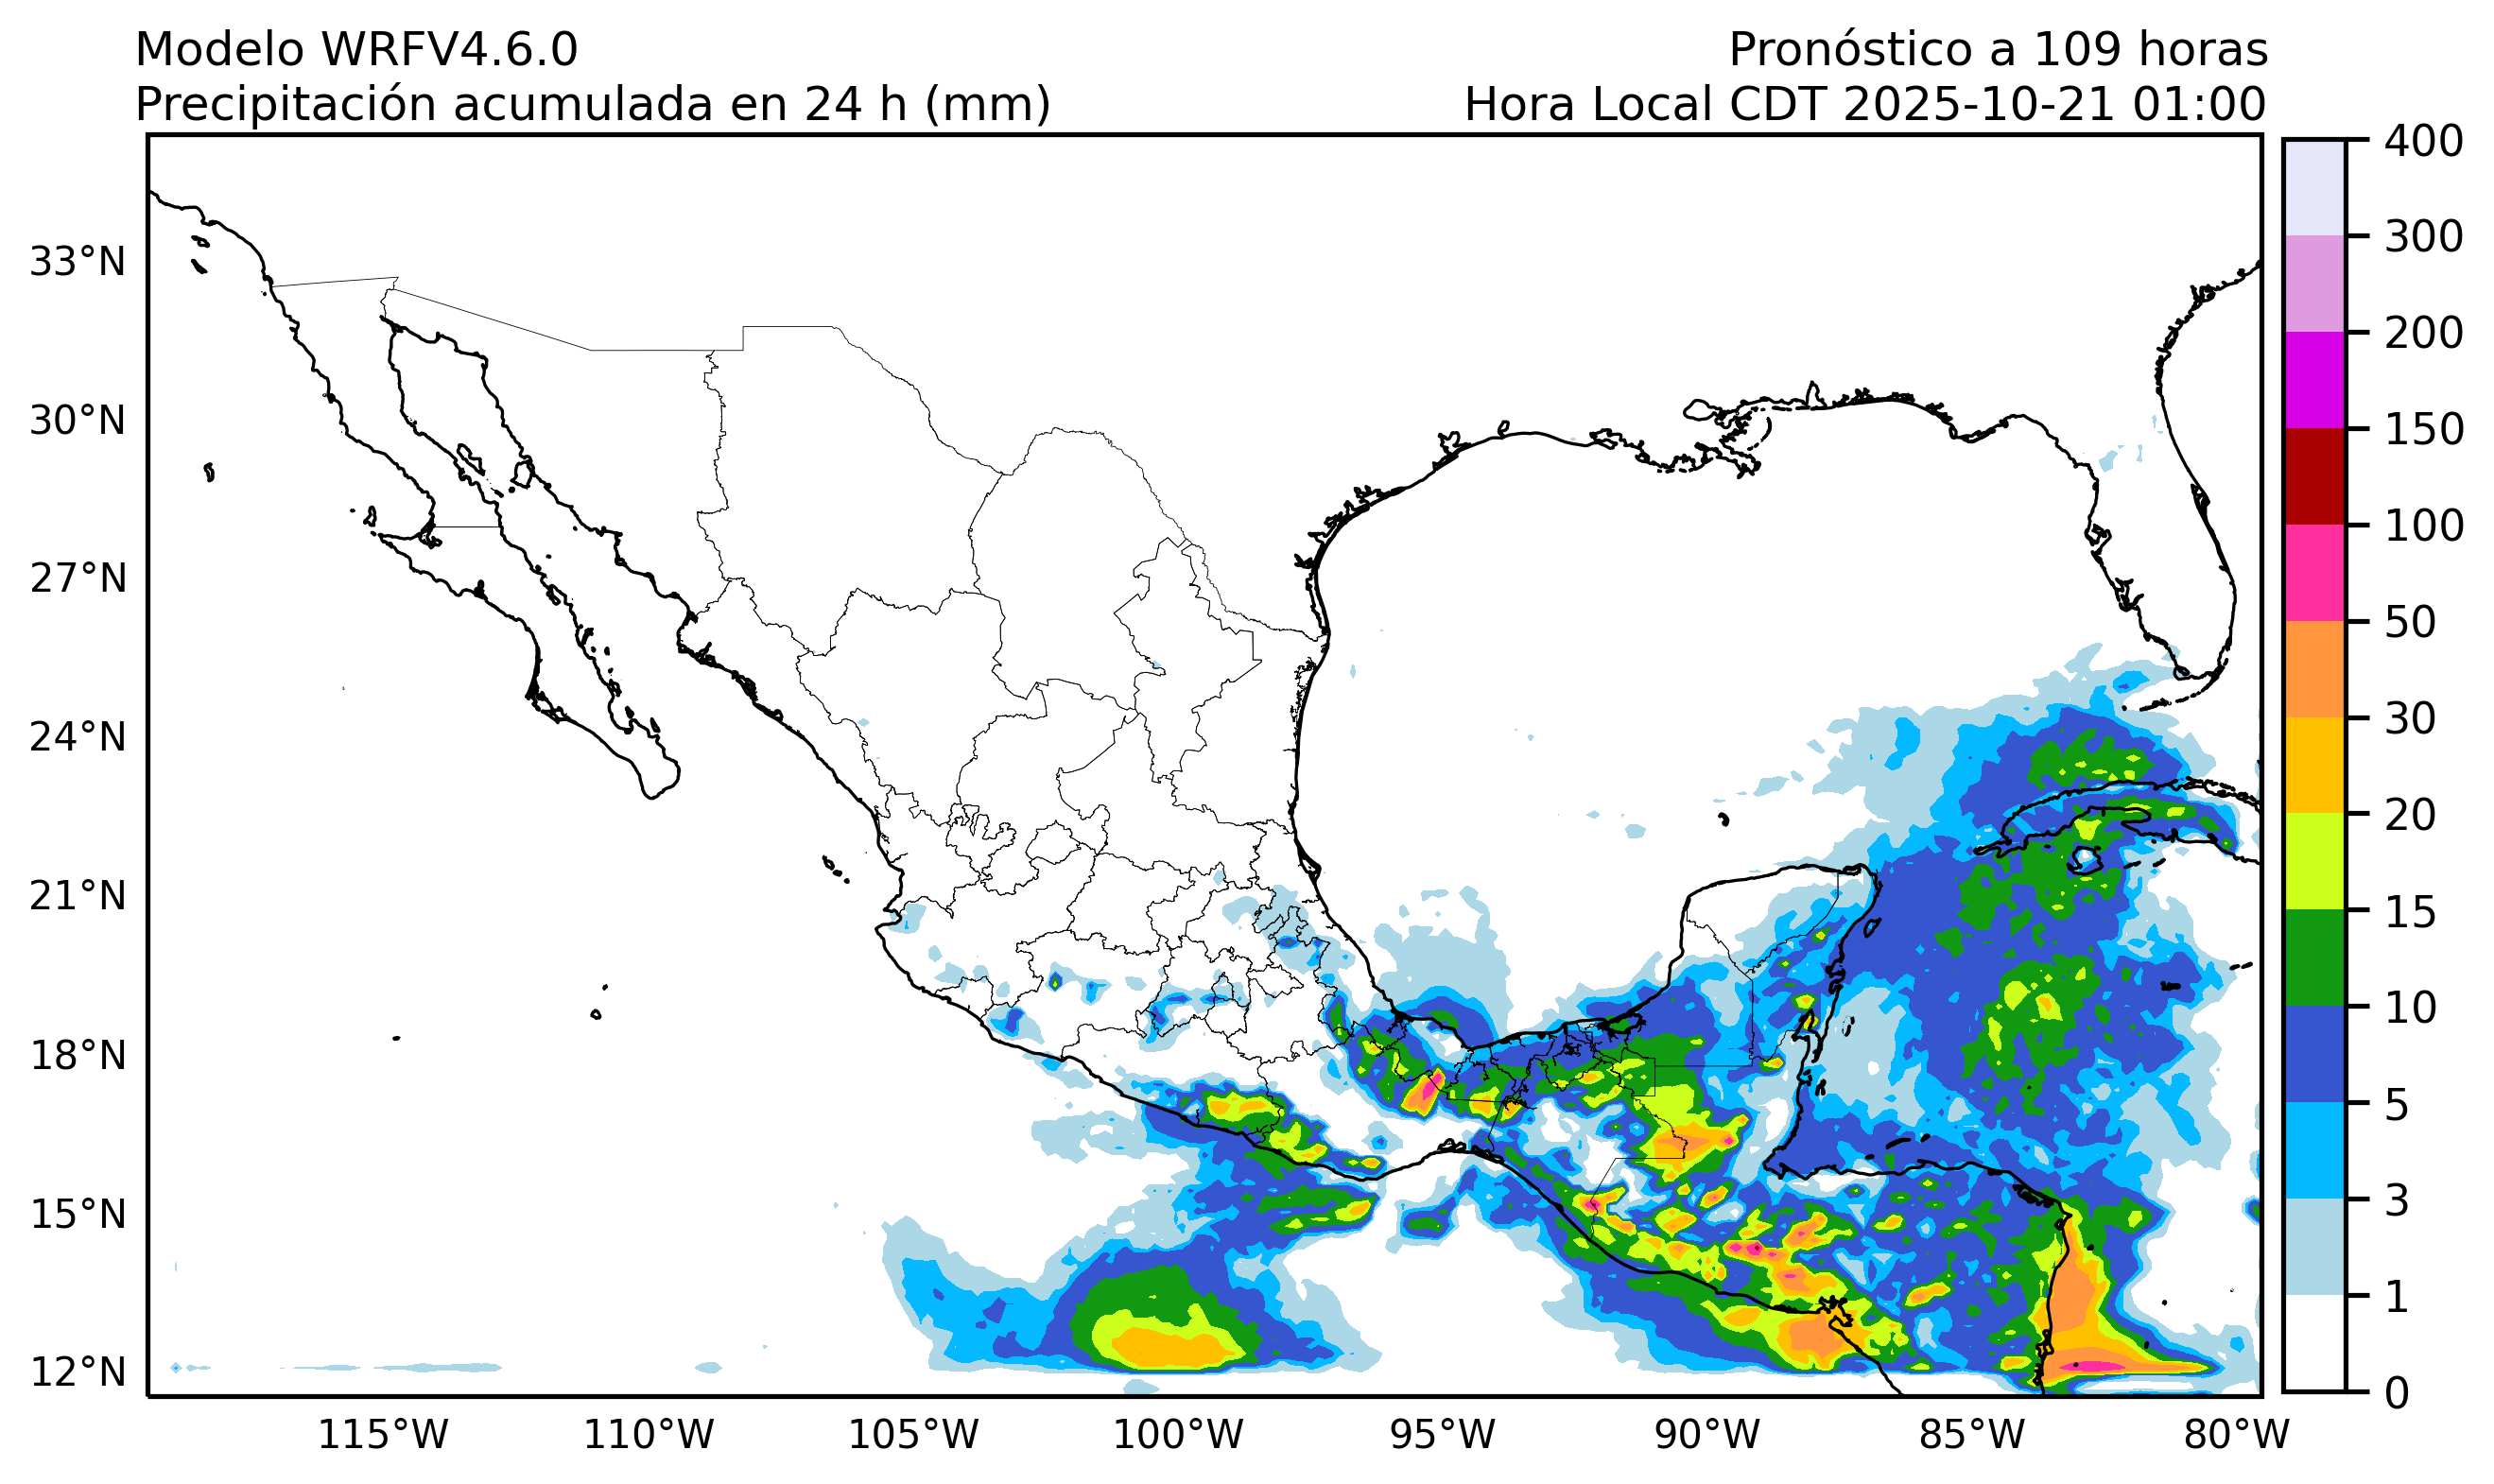 Modelo WRFV4.6.0
Pronóstico a 109 horas
Precipitación acumulada en 24 h (mm)
Hora Local CDT 2025-10-21 01:00
33°N
30°N
27°N
24°N
21°N
18°N
15°N
12°N
115°W
110°W
105°W
100°W
95°W
90°W
85°W
80°W
400
300
200
150
100
50
30
20
15
10
5
3
1
0